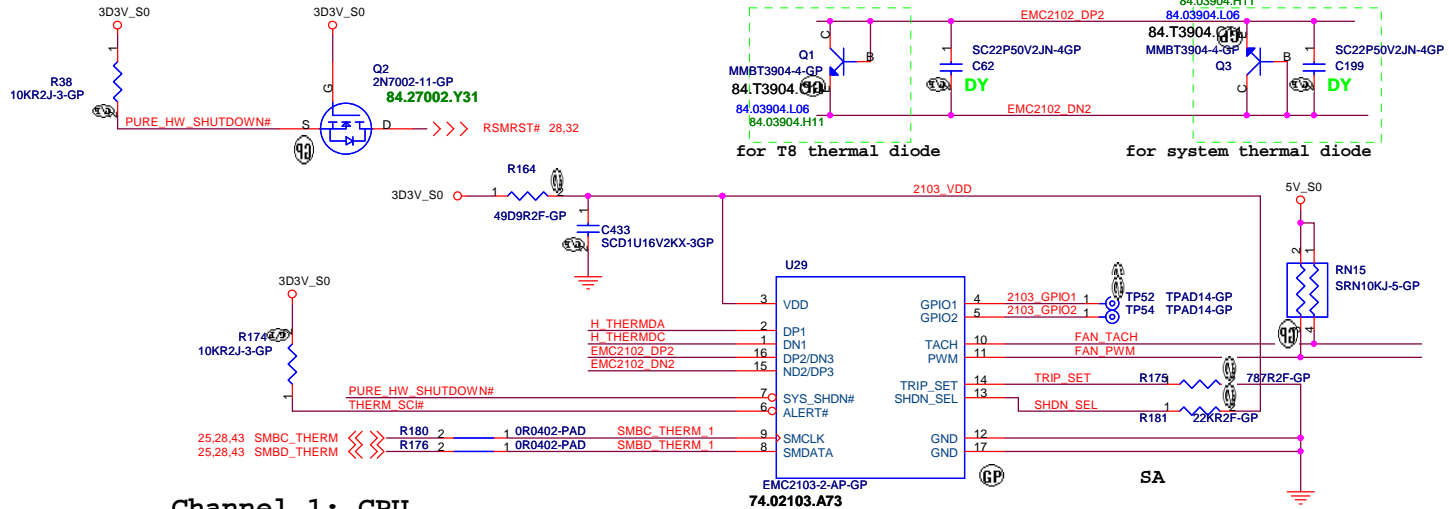 3D3V_S0
3D3V_S0
R38
10KR2J-3-GP
1
PURE_HW_SHUTDOWN#
G
S
D
Q2
2N7002-11-GP
84.27002.Y31
RSMRST# 28,32
EMC2102_DP2
C
B
Q1
MMBT3904-4-GP
84.T3904.
84.03904.L06
84.03904.H11
SC22P50V2JN-4GP
C62
DY
EMC2102_DN2
for T8 thermal diode
84.03904.H11
84.03904.L06
84.T3904.
MMBT3904-4-GP
Q3
B
C
SC22P50V2JN-4GP
C199
DY
for system thermal diode
3D3V_S0
1
R164
49D9R2F-GP
2103_VDD
1
C433
SCD1U16V2KX-3GP
5V_S0
2
1
RN15
SRN10KJ-5-GP
4
3D3V_S0
R174
10KR2J-3-GP
1
U29
3 VDD
H_THERMDA 2 DP1
H_THERMDC 1 DN1
EMC2102_DP2 16 DP2/DN3
EMC2102_DN2 15 ND2/DP3
PURE_HW_SHUTDOWN# 7 SYS_SHDN#
THERM_SCI# 6 ALERT#
25,28,43 SMBC_THERM R180 2 1 0R0402-PAD SMBC_THERM_1 9 SMCLK
25,28,43 SMBD_THERM R176 2 1 0R0402-PAD SMBD_THERM_1 8 SMDATA
GPIO1 4 2103_GPIO1 1 TP52 TPAD14-GP
GPIO2 5 2103_GPIO2 1 TP54 TPAD14-GP
TACH 10 FAN_TACH
PWM 11 FAN_PWM
TRIP_SET 14 TRIP_SET R175 787R2F-GP
SHDN_SEL 13 SHDN_SEL 1 R181 22KR2F-GP
GND 12
GND 17
EMC2103-2-AP-GP
74.02103.A73
GP
SA
Channel 1: CPU